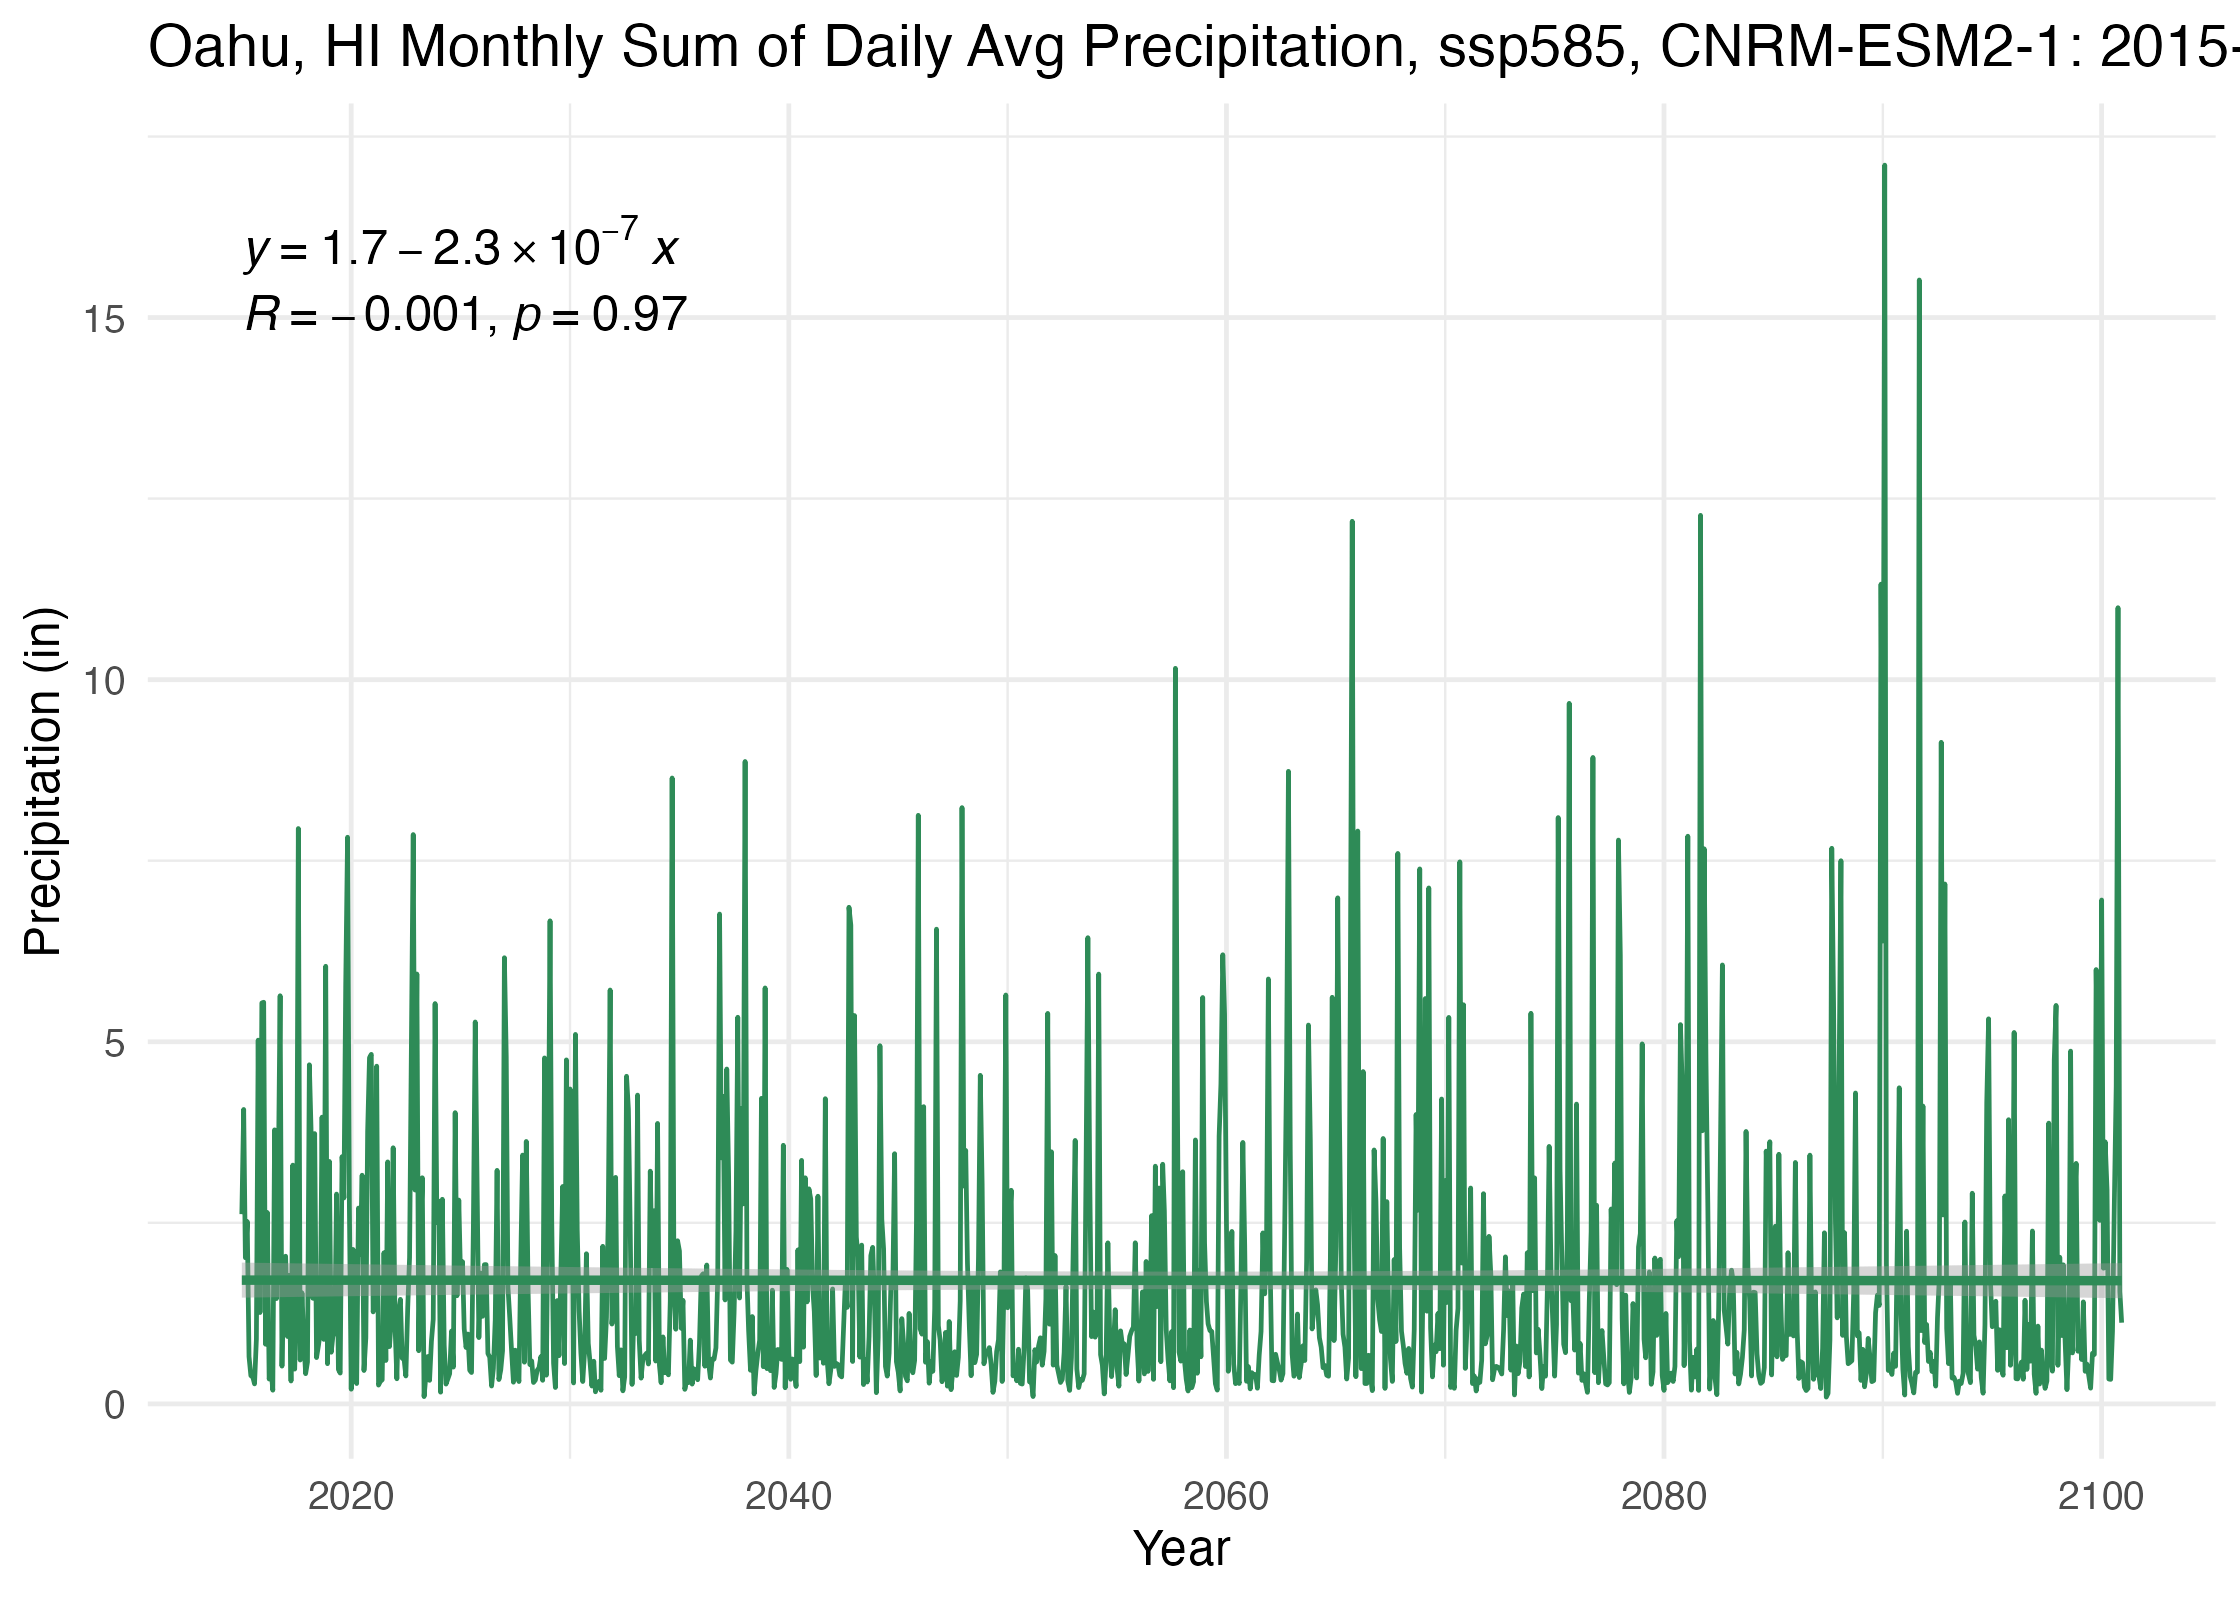 Oahu, HI Monthly Sum of Daily Avg Precipitation, ssp585, CNRM-ESM2-1: 2015-
y = 1.7 − 2.3 × 10⁻⁷ x
R = −0.001, p = 0.97
15
10
5
0
Precipitation (in)
2020 2040 2060 2080 2100
Year